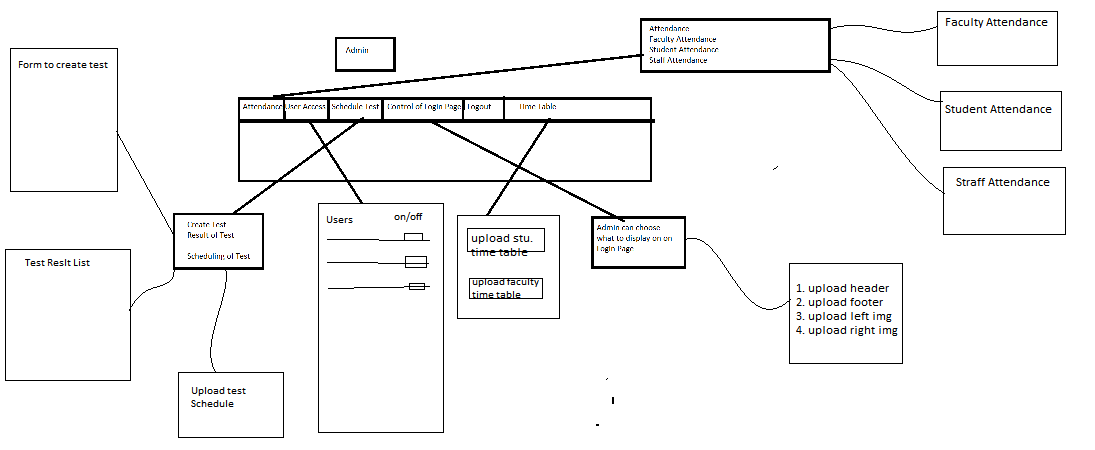 Attendance
Faculty Attendance
Student Attendance
Staff Attendance
Faculty Attendance
Admin
Form to create test
Attendance User Access Schedule Test Control of Login Page Logout Time Table
Student Attendance
Straff Attendance
Create Test
Result of Test
Scheduling of Test
Users on/off
upload stu.
time table
upload faculty
time table
Admin can choose
what to display on on
Login Page
Test Reslt List
1. upload header
2. upload footer
3. upload left img
4. upload right img
Upload test
Schedule